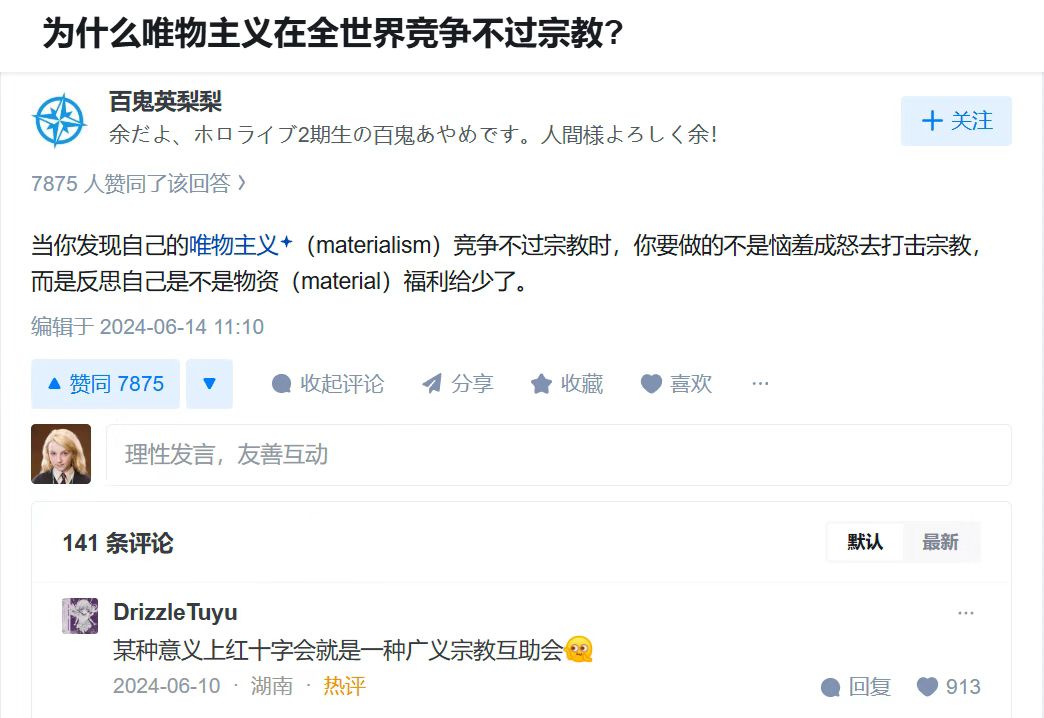 为什么唯物主义在全世界竞争不过宗教?
百鬼英梨梨
余だよ、ホロライブ2期生の百鬼あやめです。人間様よろしく余!
+ 关注
7875 人赞同了该回答 >
当你发现自己的唯物主义（materialism）竞争不过宗教时，你要做的不是恼羞成怒去打击宗教，
而是反思自己是不是物资（material）福利给少了。
编辑于 2024-06-14 11:10
▲ 赞同 7875 ▼ 收起评论 分享 收藏 喜欢 ···
理性发言，友善互动
141 条评论 默认 最新
DrizzleTuyu ···
某种意义上红十字会就是一种广义宗教互助会🫠
2024-06-10 · 湖南 · 热评 回复 913